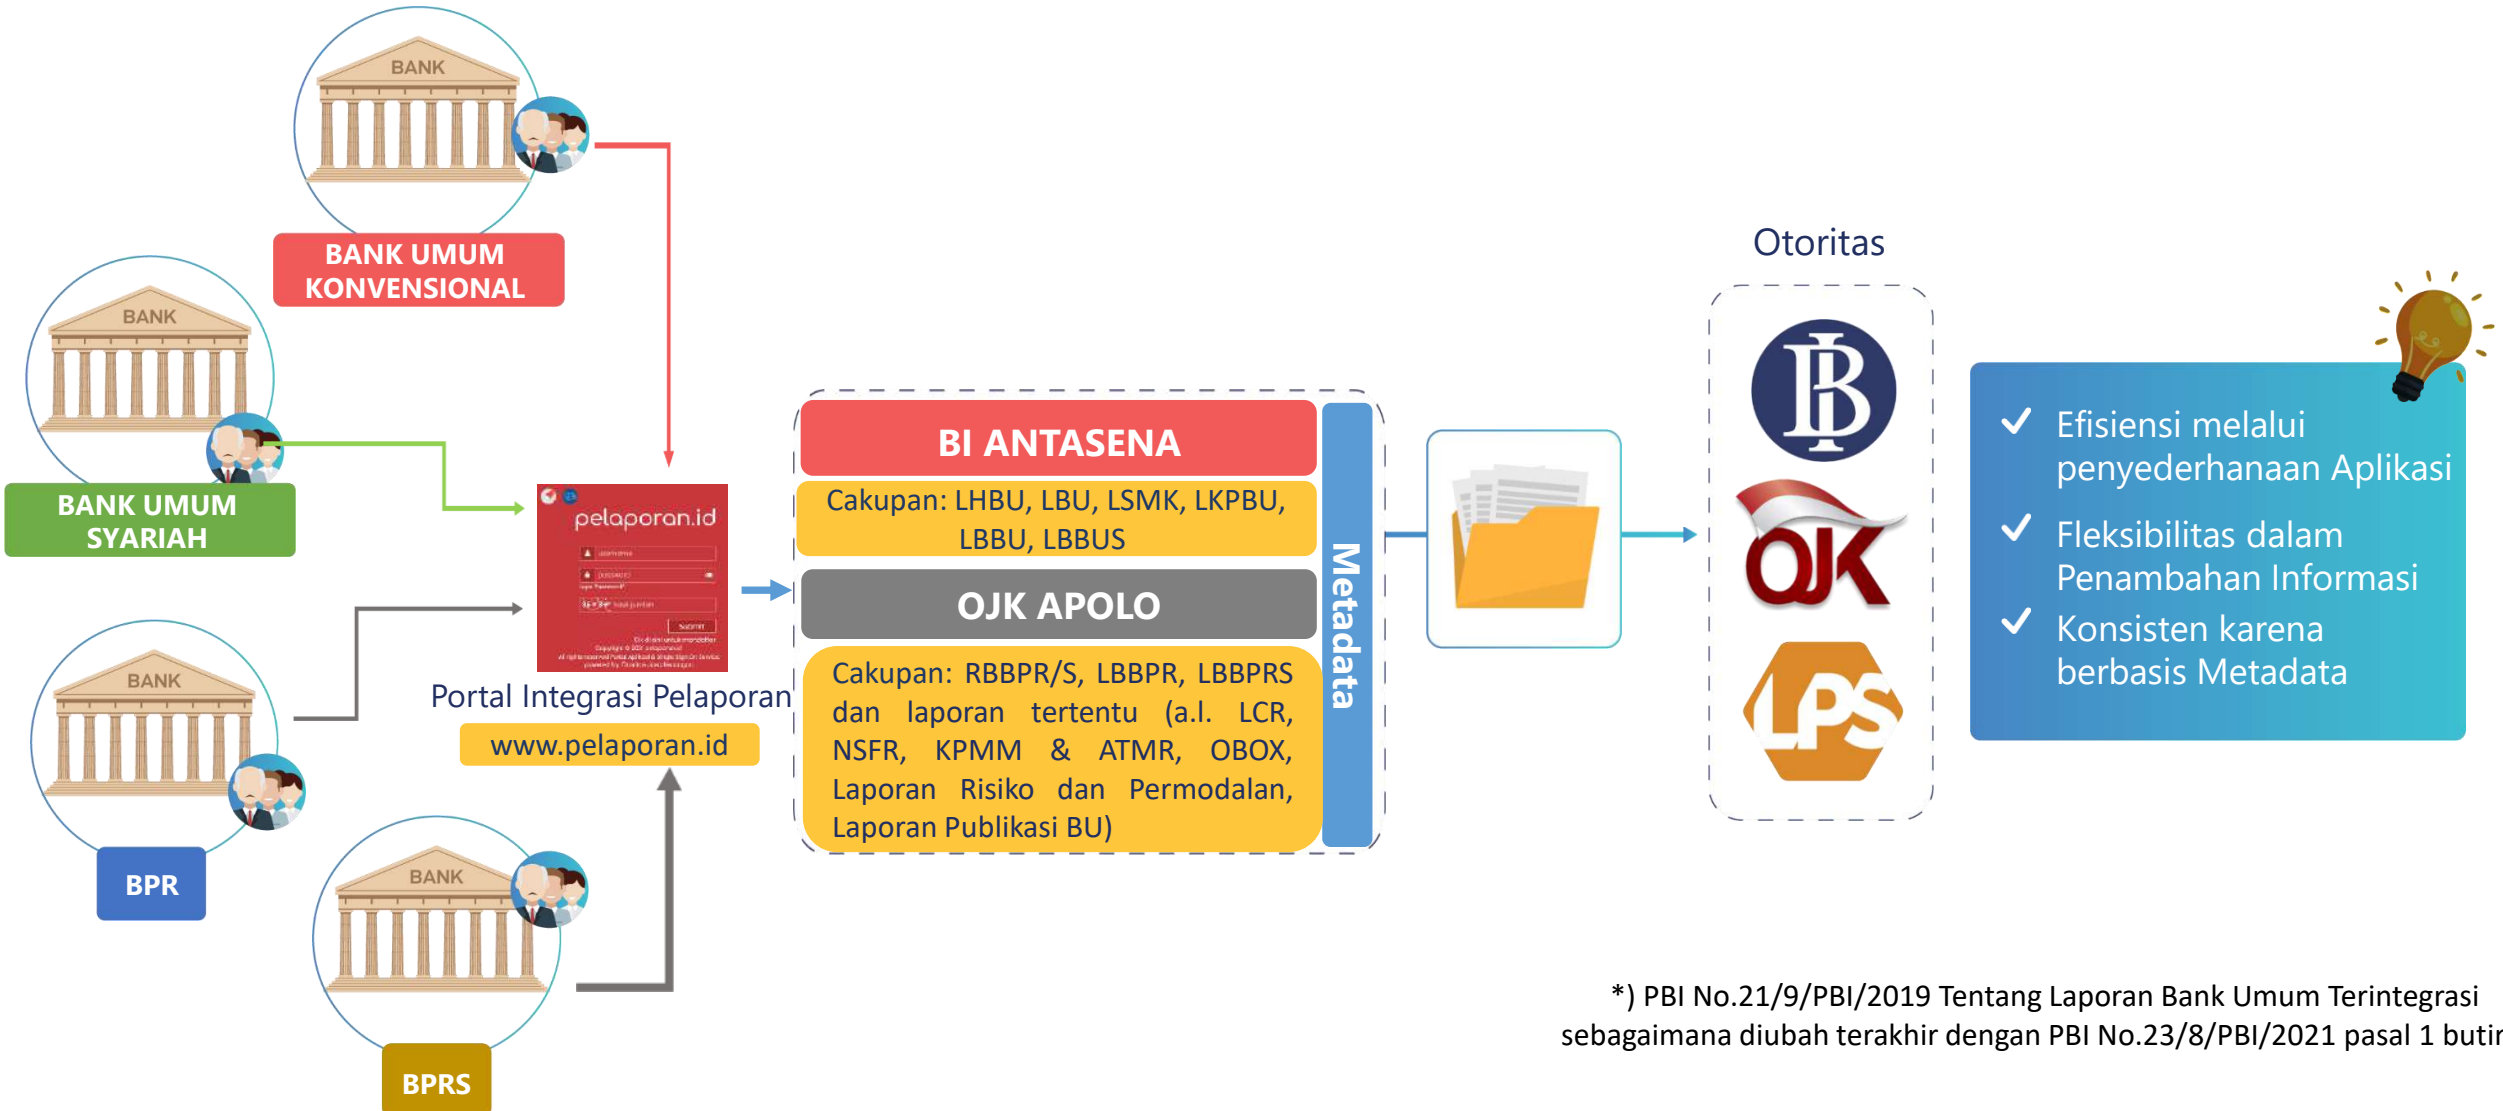 BANK
BANK UMUM
KONVENSIONAL
BANK
BANK UMUM
SYARIAH
BANK
BPR
BANK
BPRS
pelaporan.id
username
password
Submit
Portal Integrasi Pelaporan
www.pelaporan.id
BI ANTASENA
Cakupan: LHBU, LBU, LSMK, LKPBU,
LBBU, LBBUS
OJK APOLO
Cakupan: RBBPR/S, LBBPR, LBBPRS
dan laporan tertentu (a.l. LCR,
NSFR, KPMM & ATMR, OBOX,
Laporan Risiko dan Permodalan,
Laporan Publikasi BU)
Metadata
Otoritas
BI
OJK
LPS
Efisiensi melalui
penyederhanaan Aplikasi
Fleksibilitas dalam
Penambahan Informasi
Konsisten karena
berbasis Metadata
*) PBI No.21/9/PBI/2019 Tentang Laporan Bank Umum Terintegrasi
sebagaimana diubah terakhir dengan PBI No.23/8/PBI/2021 pasal 1 butir